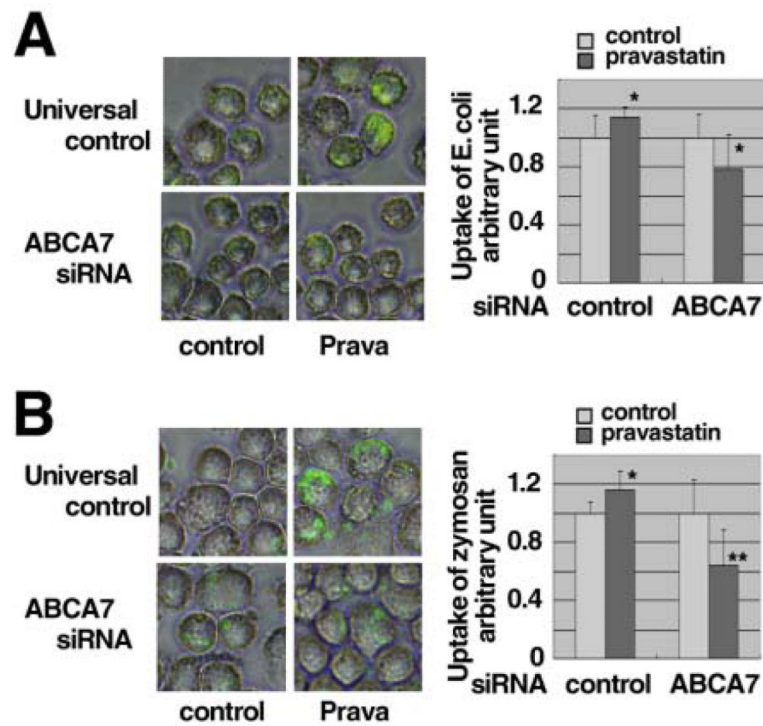 A
Universal
control
ABCA7
siRNA
control Prava
control
pravastatin
Uptake of E. coli
arbitrary unit
1.2
*
*
0.8
0.4
0
siRNA control ABCA7
B
Universal
control
ABCA7
siRNA
control Prava
control
pravastatin
Uptake of zymosan
arbitrary unit
1.2
*
0.8
**
0.4
0
siRNA control ABCA7